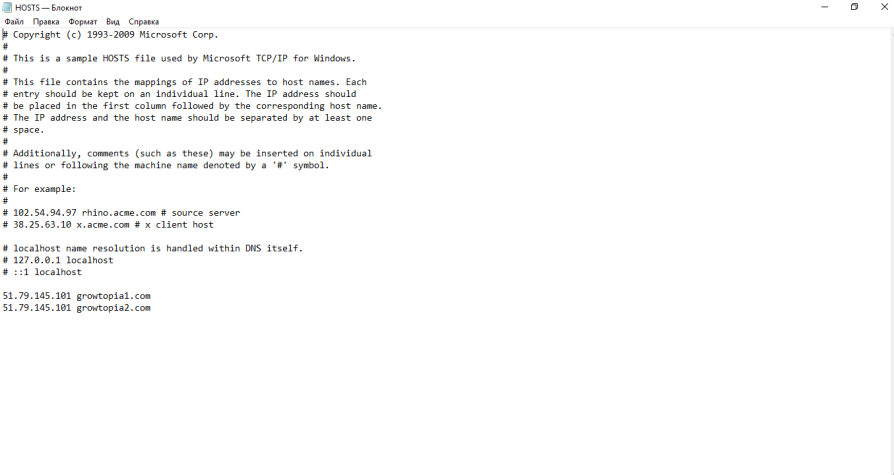 HOSTS — Блокнот
Файл Правка Формат Вид Справка
# Copyright (c) 1993-2009 Microsoft Corp.
#
# This is a sample HOSTS file used by Microsoft TCP/IP for Windows.
#
# This file contains the mappings of IP addresses to host names. Each
# entry should be kept on an individual line. The IP address should
# be placed in the first column followed by the corresponding host name.
# The IP address and the host name should be separated by at least one
# space.
#
# Additionally, comments (such as these) may be inserted on individual
# lines or following the machine name denoted by a '#' symbol.
#
# For example:
#
# 102.54.94.97 rhino.acme.com # source server
# 38.25.63.10 x.acme.com # x client host

# localhost name resolution is handled within DNS itself.
# 127.0.0.1 localhost
# ::1 localhost

51.79.145.101 growtopia1.com
51.79.145.101 growtopia2.com